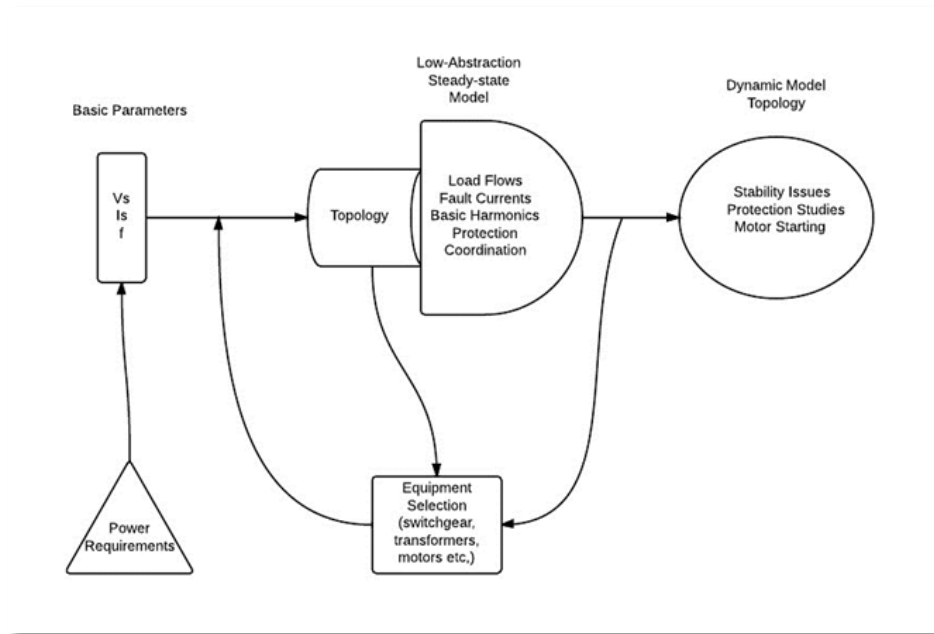 Low-Abstraction
Steady-state
Model
Dynamic Model
Topology
Basic Parameters
Vs
Is
f
Topology
Load Flows
Fault Currents
Basic Harmonics
Protection
Coordination
Stability Issues
Protection Studies
Motor Starting
Equipment
Selection
(switchgear,
transformers,
motors etc,)
Power
Requirements